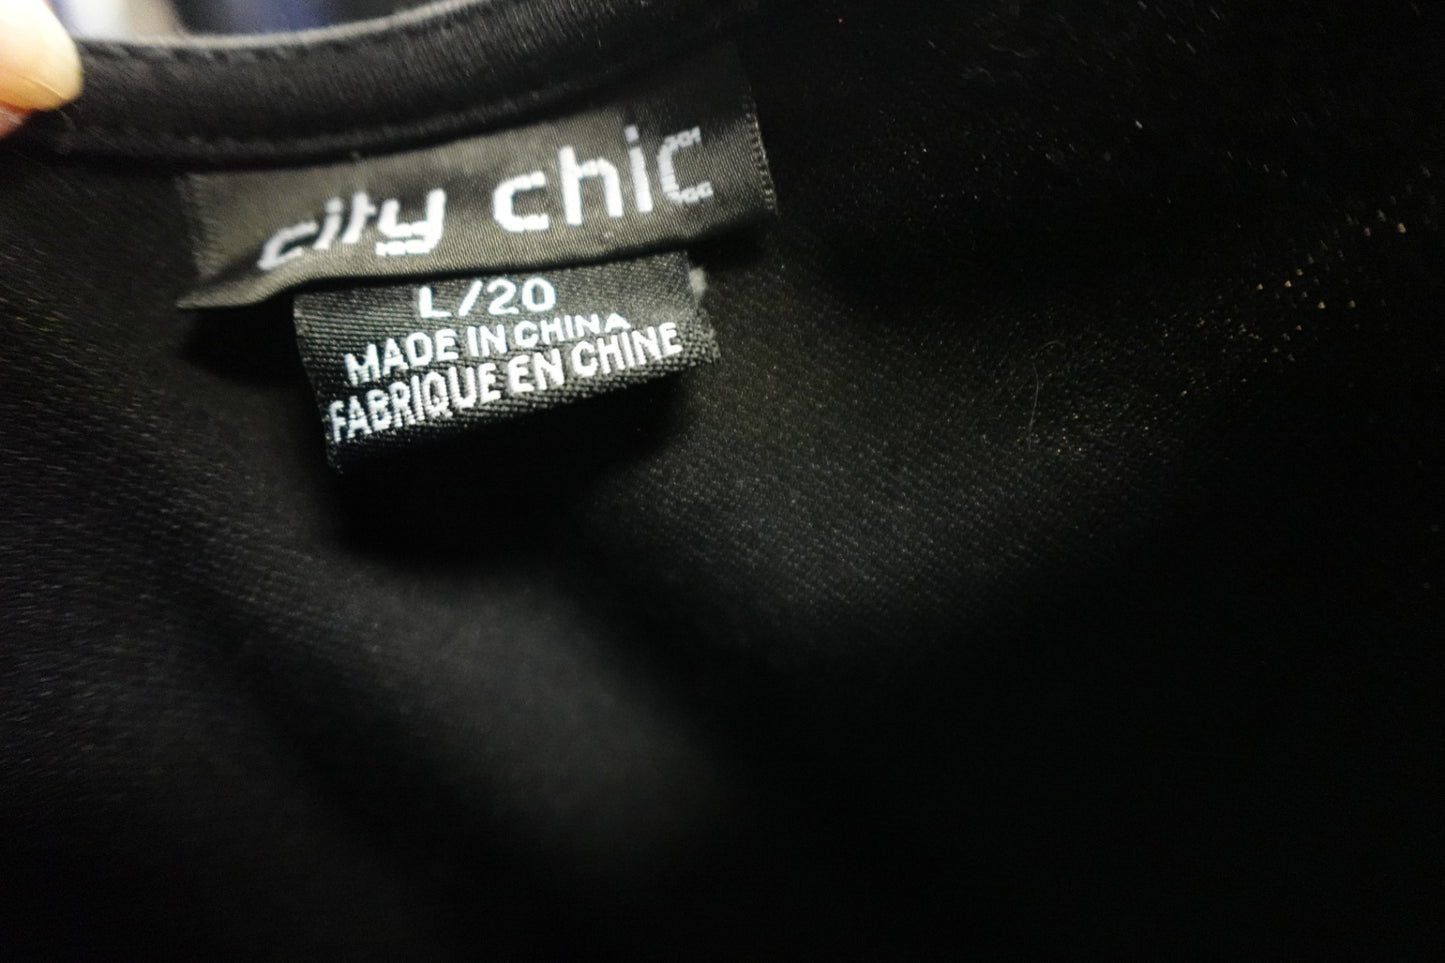 city chic
L/20
MADE IN CHINA
FABRIQUE EN CHINE